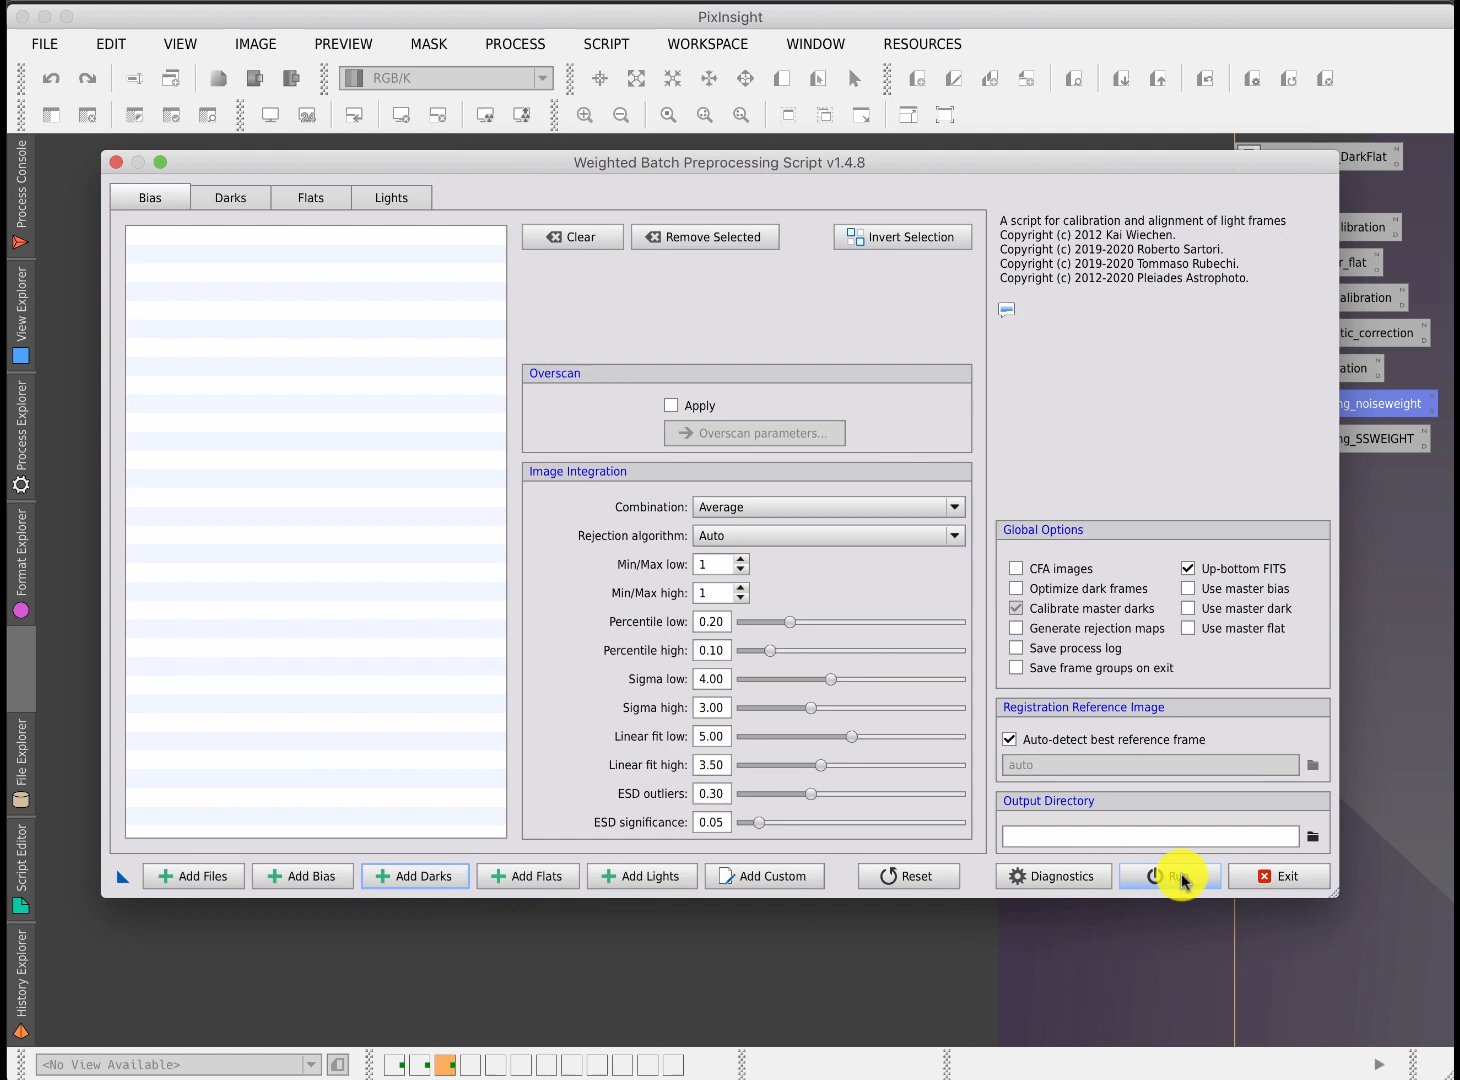 PixInsight
FILE EDIT VIEW IMAGE PREVIEW MASK PROCESS SCRIPT WORKSPACE WINDOW RESOURCES
RGB/K
Process Console
View Explorer
Process Explorer
Format Explorer
File Explorer
Script Editor
History Explorer
Weighted Batch Preprocessing Script v1.4.8
Bias Darks Flats Lights
Clear Remove Selected Invert Selection
Overscan
Apply
Overscan parameters...
Image Integration
Combination: Average
Rejection algorithm: Auto
Min/Max low: 1
Min/Max high: 1
Percentile low: 0.20
Percentile high: 0.10
Sigma low: 4.00
Sigma high: 3.00
Linear fit low: 5.00
Linear fit high: 3.50
ESD outliers: 0.30
ESD significance: 0.05
A script for calibration and alignment of light frames
Copyright (c) 2012 Kai Wiechen.
Copyright (c) 2019-2020 Roberto Sartori.
Copyright (c) 2019-2020 Tommaso Rubechi.
Copyright (c) 2012-2020 Pleiades Astrophoto.
Global Options
CFA images Up-bottom FITS
Optimize dark frames Use master bias
Calibrate master darks Use master dark
Generate rejection maps Use master flat
Save process log
Save frame groups on exit
Registration Reference Image
Auto-detect best reference frame
auto
Output Directory
Add Files Add Bias Add Darks Add Flats Add Lights Add Custom Reset Diagnostics Exit
_DarkFlat
libration
r_flat
alibration
tic_correction
ation
ng_noiseweight
ng_SSWEIGHT
<No View Available>